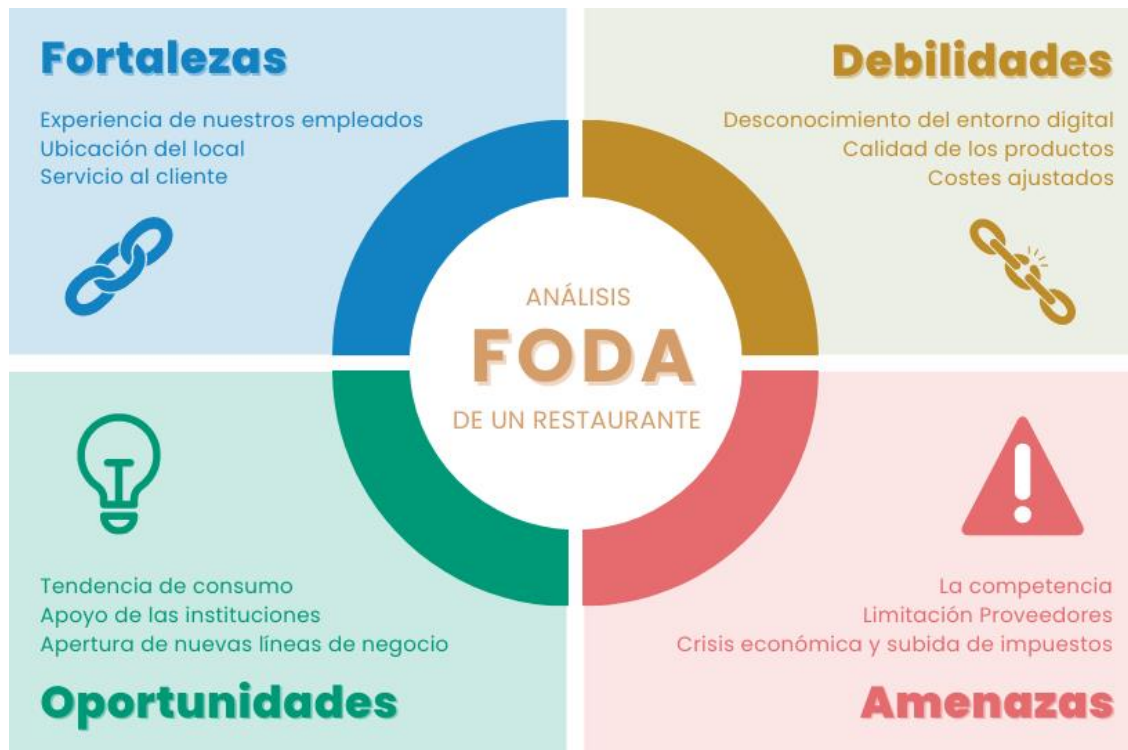 Fortalezas
Experiencia de nuestros empleados
Ubicación del local
Servicio al cliente
Debilidades
Desconocimiento del entorno digital
Calidad de los productos
Costes ajustados
ANÁLISIS
FODA
DE UN RESTAURANTE
Tendencia de consumo
Apoyo de las instituciones
Apertura de nuevas líneas de negocio
Oportunidades
La competencia
Limitación Proveedores
Crisis económica y subida de impuestos
Amenazas